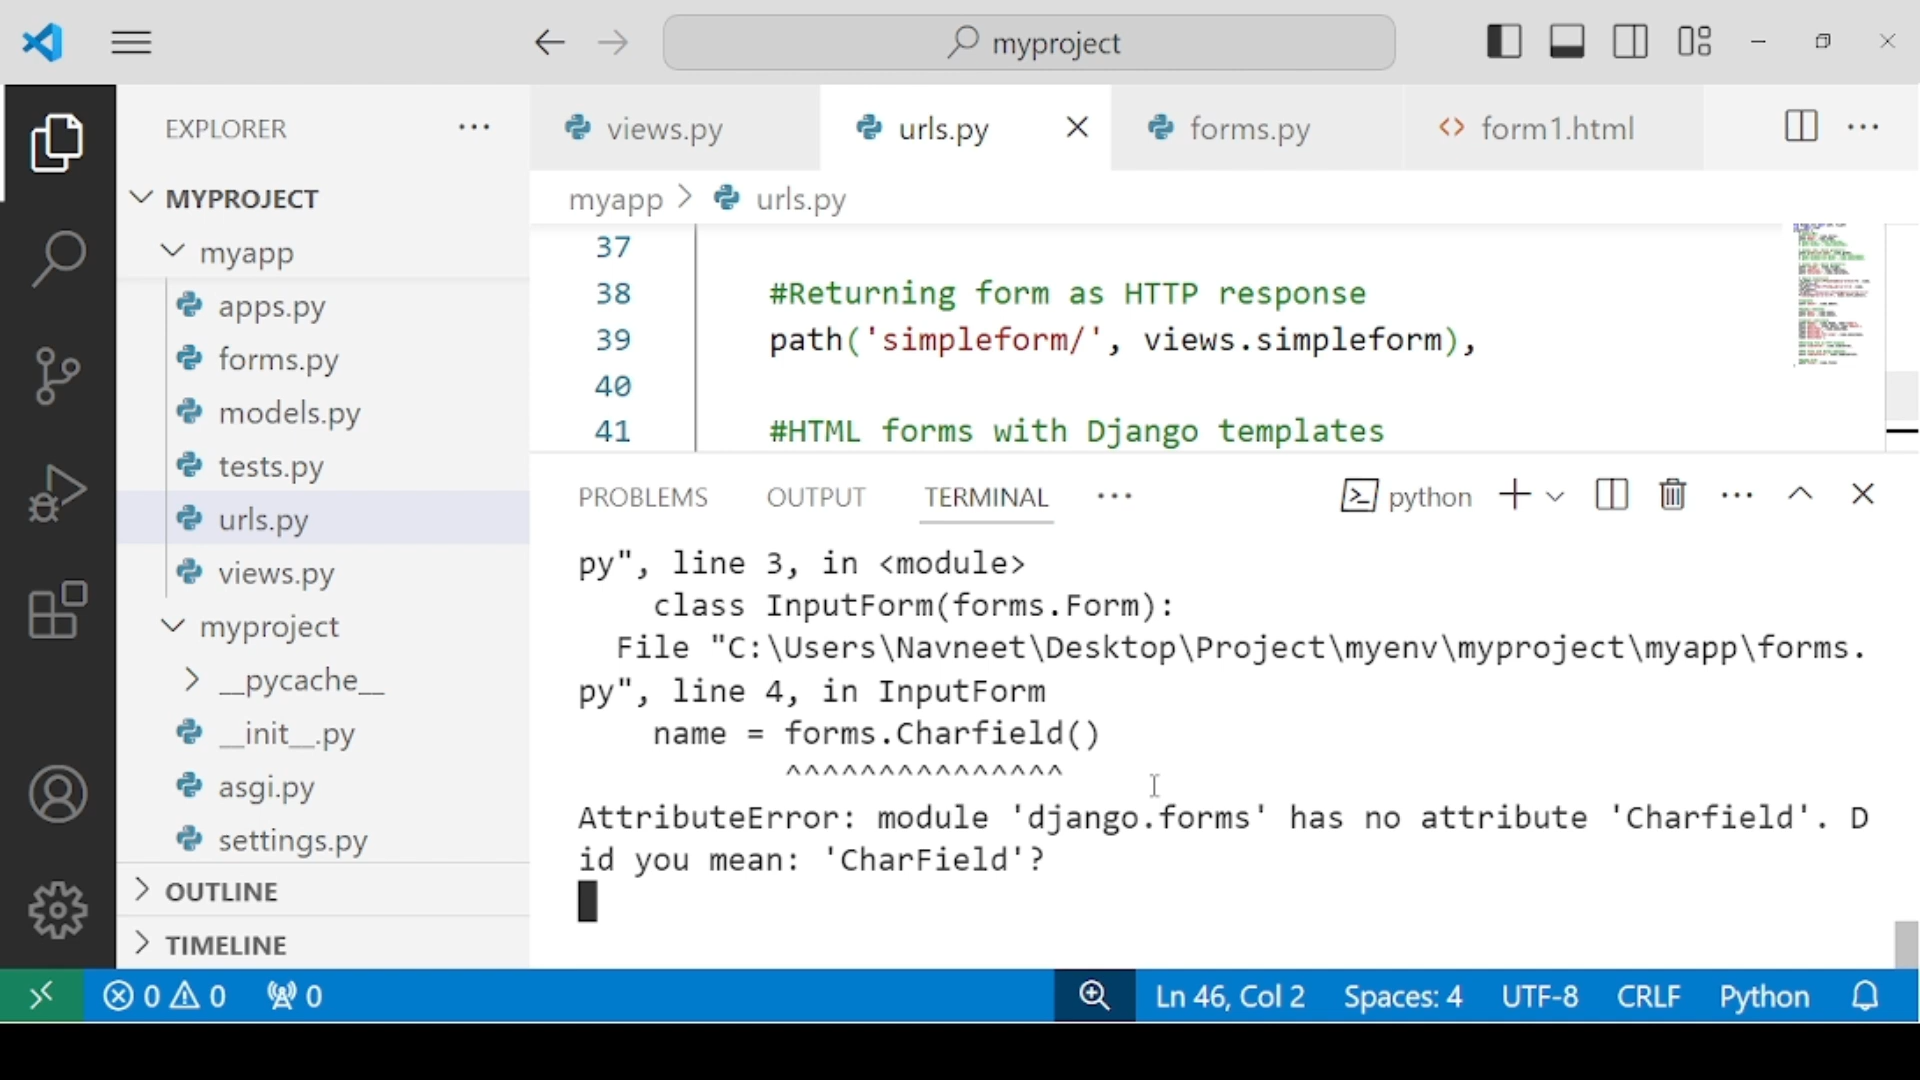 myproject
EXPLORER
MYPROJECT
myapp
apps.py
forms.py
models.py
tests.py
urls.py
views.py
myproject
__pycache__
__init__.py
asgi.py
settings.py
OUTLINE
TIMELINE
views.py urls.py forms.py form1.html
myapp > urls.py
37
38 #Returning form as HTTP response
39 path('simpleform/', views.simpleform),
40
41 #HTML forms with Django templates
PROBLEMS OUTPUT TERMINAL python
py", line 3, in <module>
class InputForm(forms.Form):
File "C:\Users\Navneet\Desktop\Project\myenv\myproject\myapp\forms.
py", line 4, in InputForm
name = forms.Charfield()
^^^^^^^^^^^^^^^
AttributeError: module 'django.forms' has no attribute 'Charfield'. D
id you mean: 'CharField'?
0 0 0 Ln 46, Col 2 Spaces: 4 UTF-8 CRLF Python